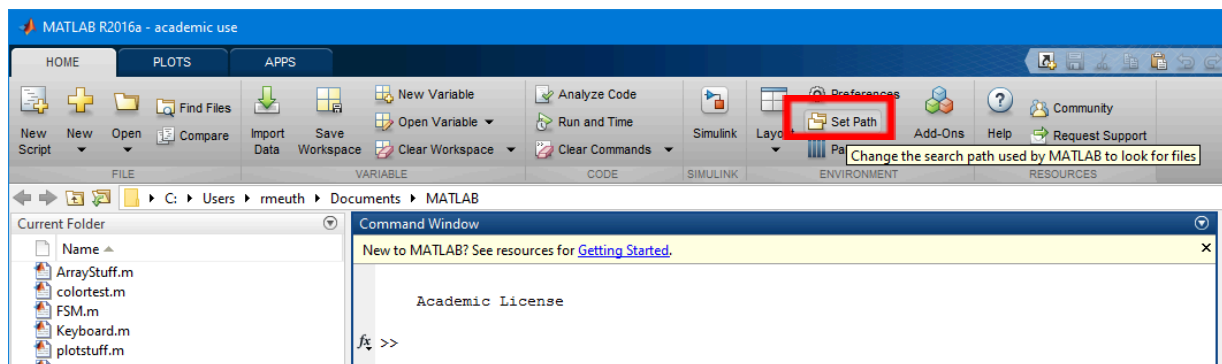 MATLAB R2016a - academic use
HOME PLOTS APPS
New Script
New
Open
Find Files
Compare
Import Data
Save Workspace
New Variable
Open Variable
Clear Workspace
Analyze Code
Run and Time
Clear Commands
Simulink
Layout
Preferences
Set Path
Pa
Add-Ons
Help
Community
Request Support
Change the search path used by MATLAB to look for files
FILE VARIABLE CODE SIMULINK ENVIRONMENT RESOURCES
C: Users rmeuth Documents MATLAB
Current Folder
Name
ArrayStuff.m
colortest.m
FSM.m
Keyboard.m
plotstuff.m
Command Window
New to MATLAB? See resources for Getting Started.
Academic License
fx >>